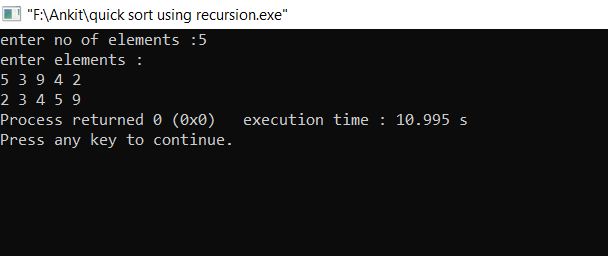 "F:\Ankit\quick sort using recursion.exe"
enter no of elements :5
enter elements :
5 3 9 4 2
2 3 4 5 9
Process returned 0 (0x0)   execution time : 10.995 s
Press any key to continue.